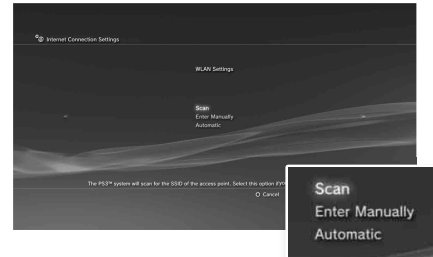 Internet Connection Settings
WLAN Settings
Scan
Enter Manually
Automatic
The PS3™ system will scan for the SSID of the access point. Select this option if
Cancel
Scan
Enter Manually
Automatic